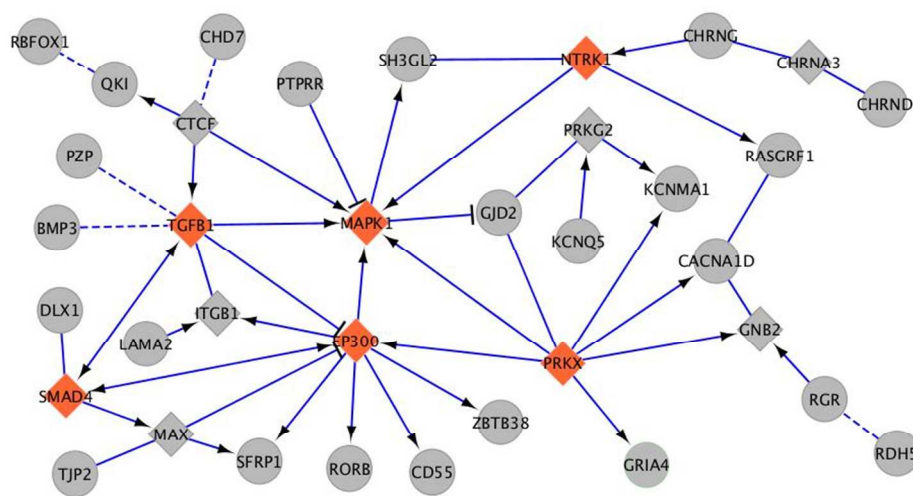 RBFOX1
CHD7
CHRNG
SH3GL2
NTRK1
CHRNA3
QKI
PTPRR
CHRND
CTCF
PRKG2
PZP
RASGRF1
KCNMA1
BMP3
TGFB1
MAPK1
GJD2
KCNQ5
CACNA1D
DLX1
ITGB1
LAMA2
EP300
GNB2
PRKX
SMAD4
RGR
MAX
ZBTB38
SFRP1
TJP2
RORB
CD55
GRIA4
RDH5